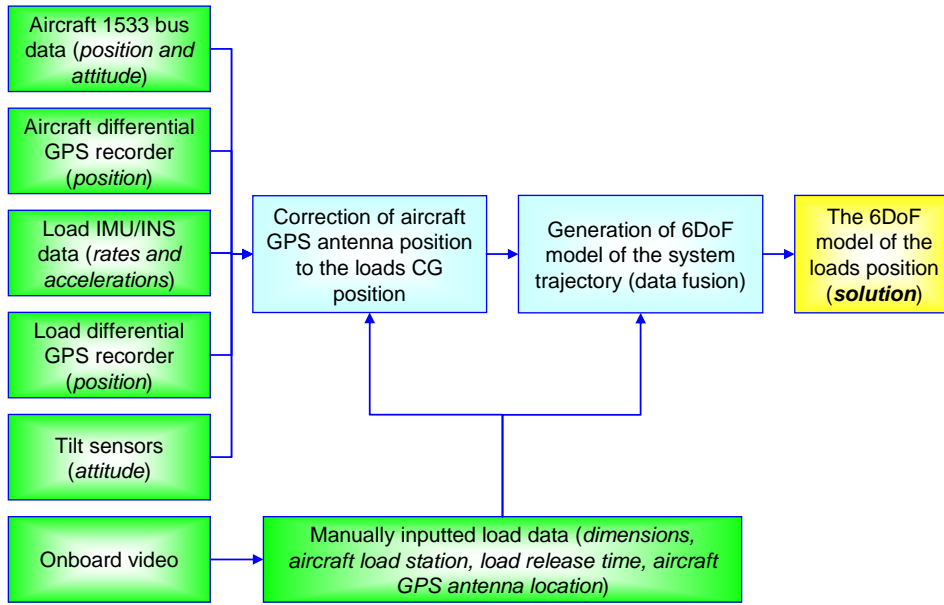 Aircraft 1533 bus
data (position and
attitude)
Aircraft differential
GPS recorder
(position)
Load IMU/INS
data (rates and
accelerations)
Load differential
GPS recorder
(position)
Tilt sensors
(attitude)
Onboard video
Correction of aircraft
GPS antenna position
to the loads CG
position
Generation of 6DoF
model of the system
trajectory (data fusion)
The 6DoF
model of the
loads position
(solution)
Manually inputted load data (dimensions,
aircraft load station, load release time, aircraft
GPS antenna location)